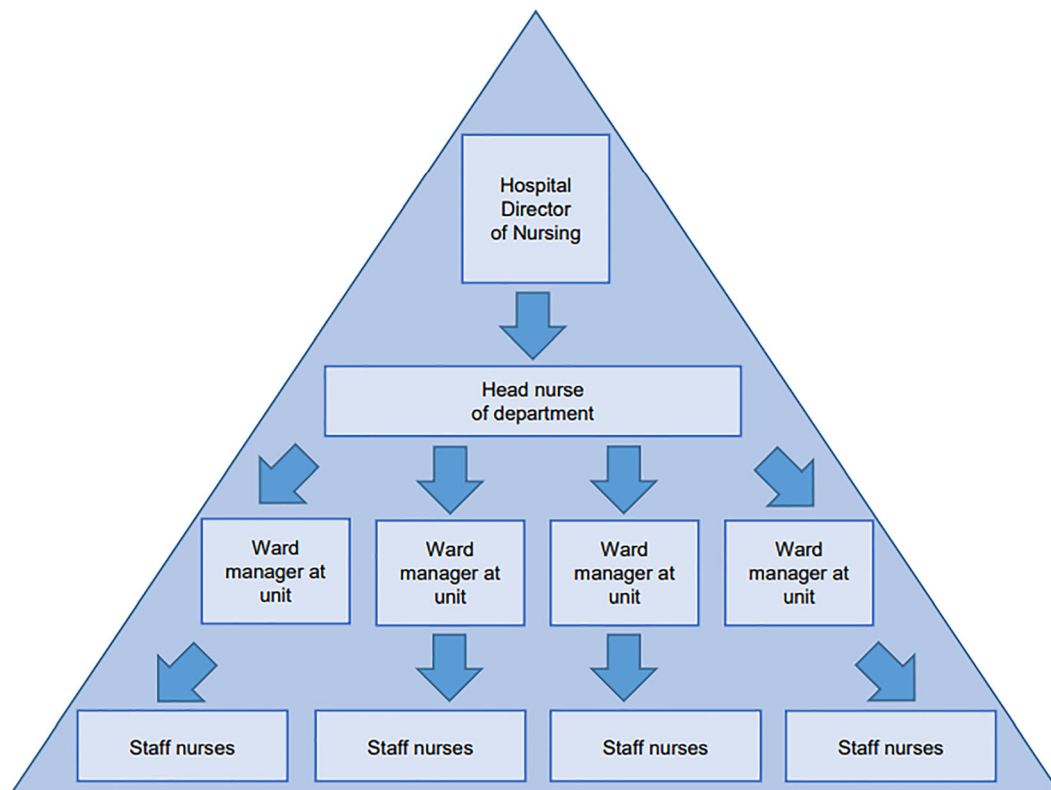 Hospital
Director
of Nursing
Head nurse
of department
Ward
manager at
unit
Ward
manager at
unit
Ward
manager at
unit
Ward
manager at
unit
Staff nurses
Staff nurses
Staff nurses
Staff nurses